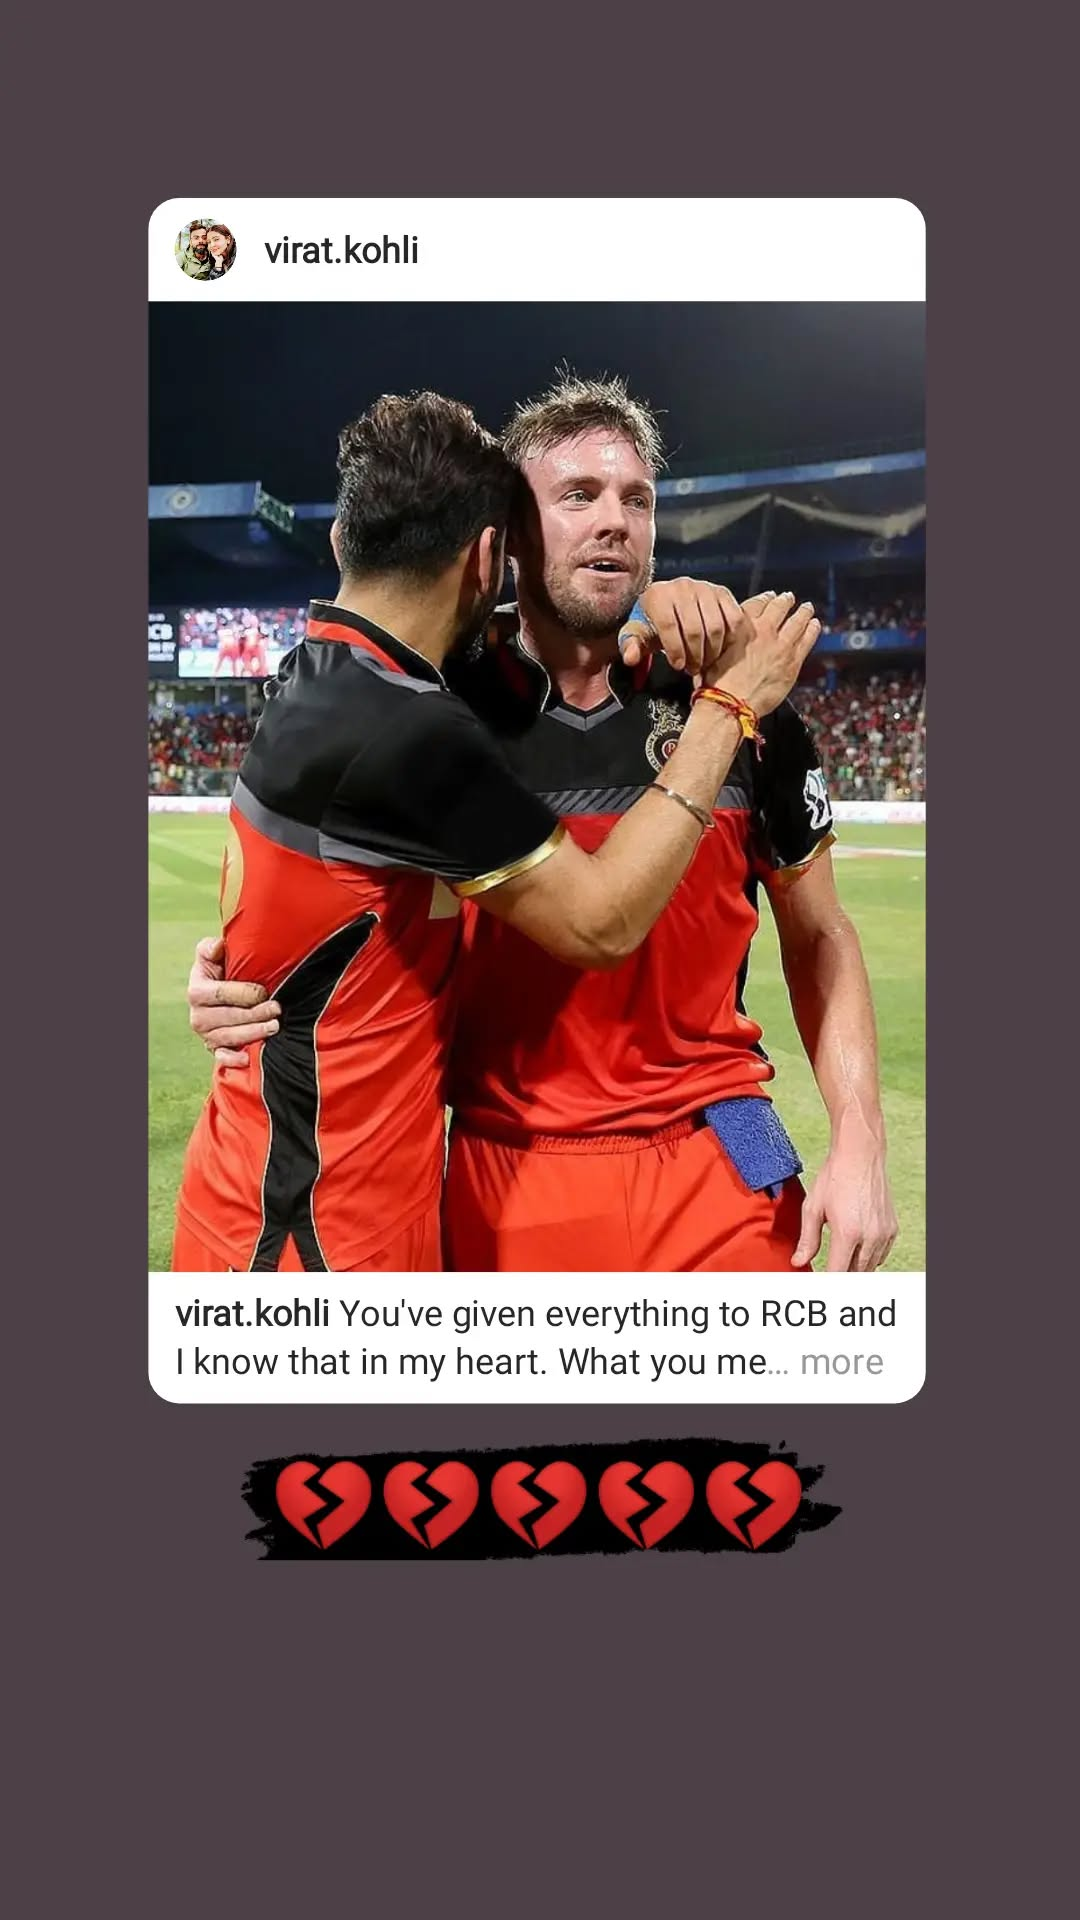 virat.kohli
CB
virat.kohli You've given everything to RCB and
I know that in my heart. What you me… more
💔💔💔💔💔